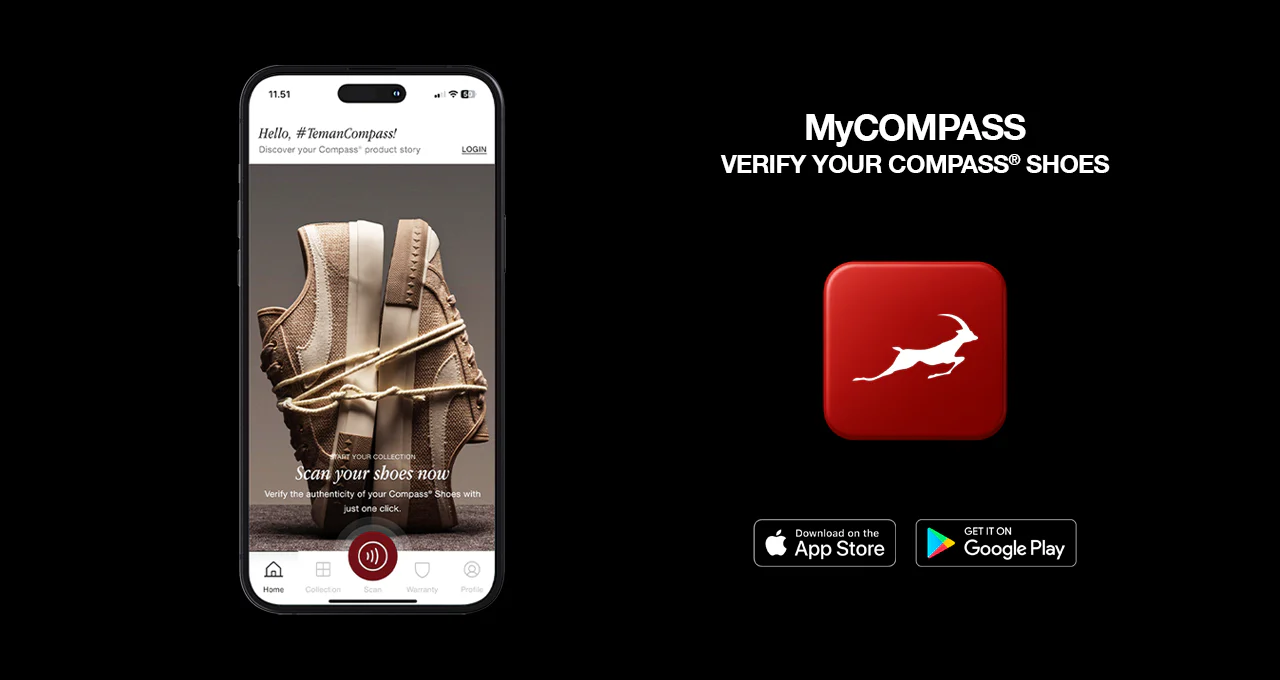 11.51
Hello, #TemanCompass!
Discover your Compass® product story
LOGIN
START YOUR COLLECTION
Scan your shoes now
Verify the authenticity of your Compass® Shoes with
just one click.
Home
Collection
Scan
Warranty
Profile
MyCOMPASS
VERIFY YOUR COMPASS® SHOES
Download on the
App Store
GET IT ON
Google Play